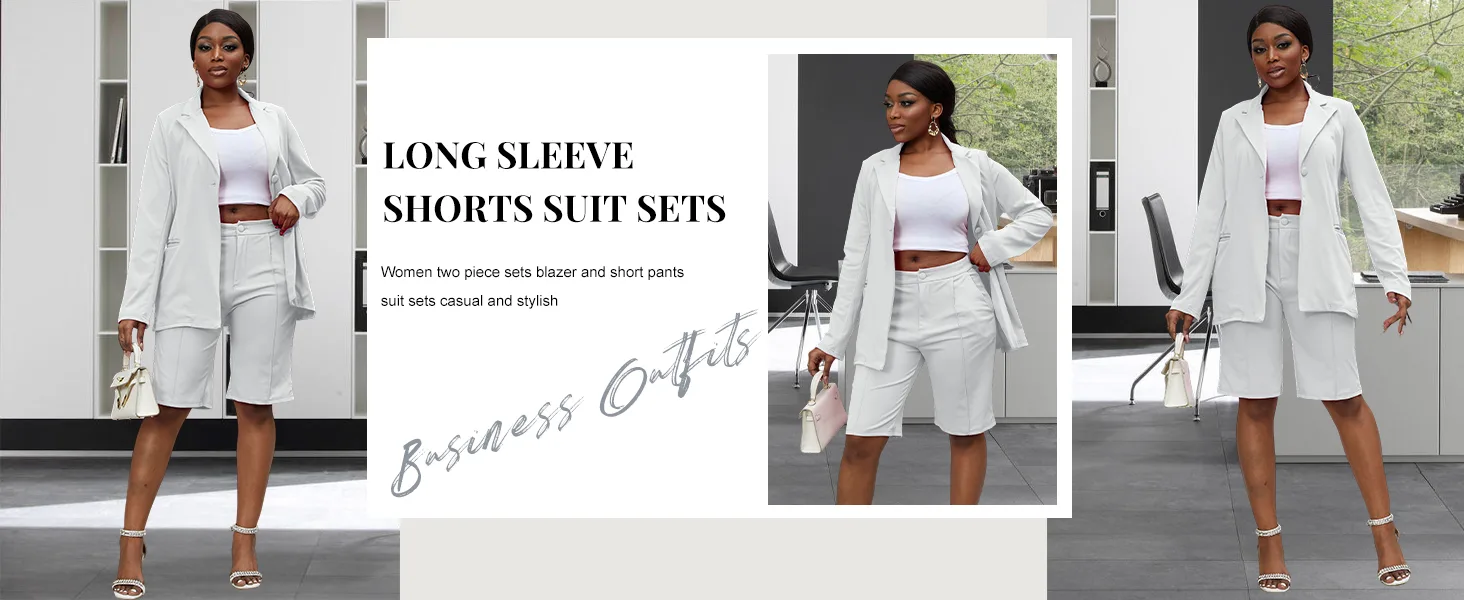 LONG SLEEVE
SHORTS SUIT SETS
Women two piece sets blazer and short pants
suit sets casual and stylish
Business Outfits